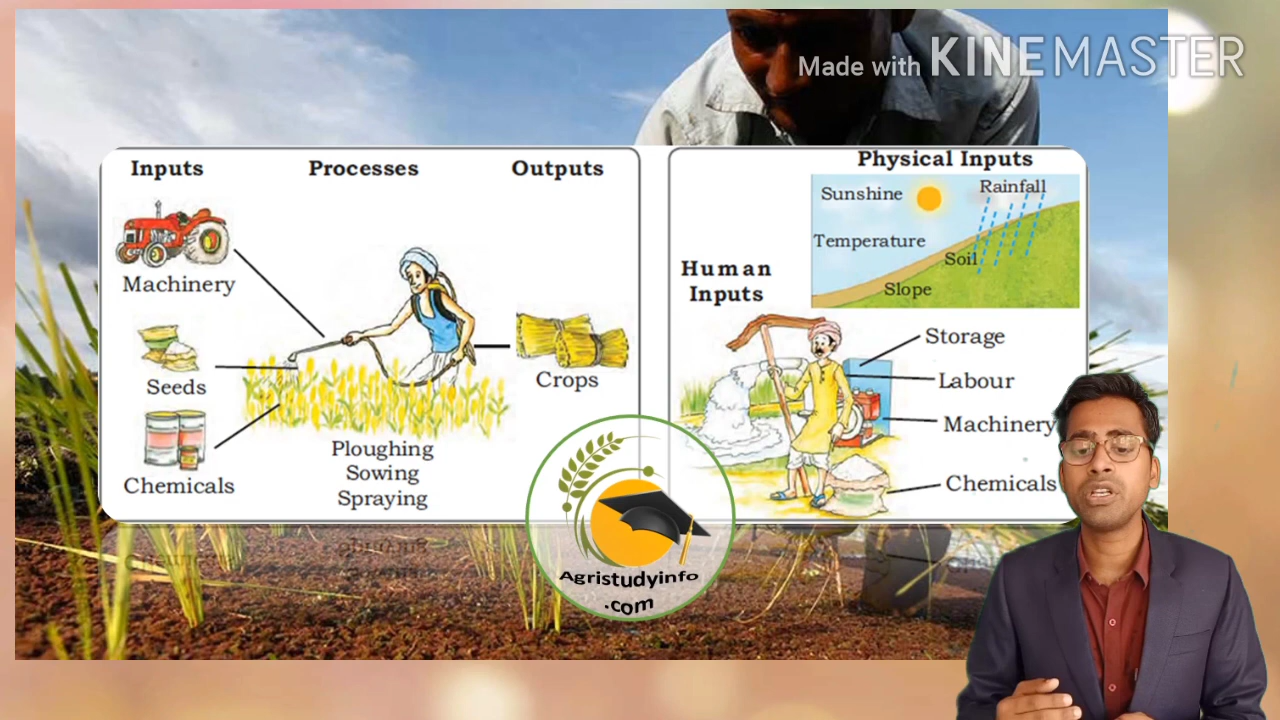 Made with KINEMASTER
Inputs Processes Outputs
Machinery
Seeds
Chemicals
Ploughing
Sowing
Spraying
Crops
Physical Inputs
Sunshine
Rainfall
Temperature
Soil
Slope
Human
Inputs
Storage
Labour
Machinery
Chemicals
Agristudyinfo
.com